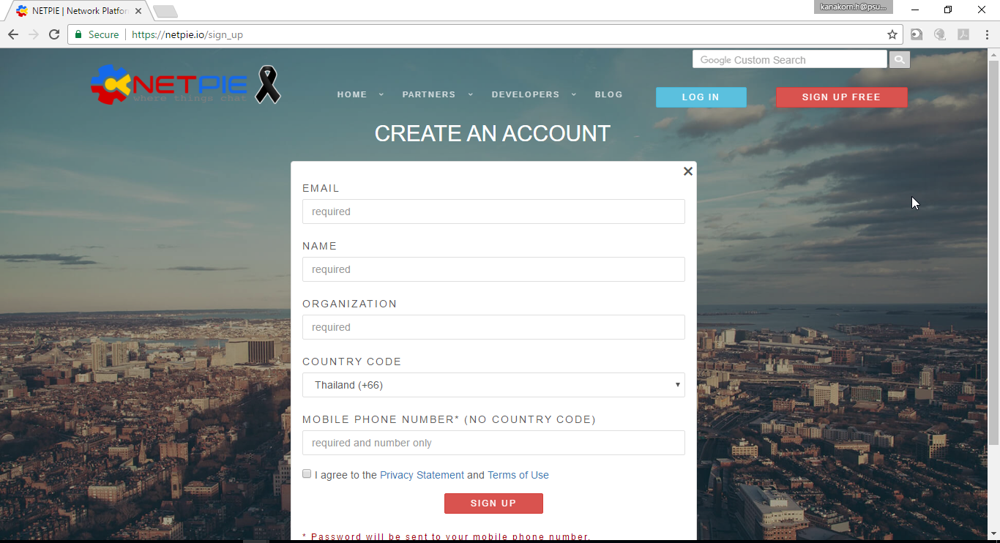 NETPIE | Network Platfor
kanakorn.h@psu...
Secure
https://netpie.io/sign_up
Google Custom Search
NETPIE
where things chat
HOME
PARTNERS
DEVELOPERS
BLOG
LOG IN
SIGN UP FREE
CREATE AN ACCOUNT
EMAIL
required
NAME
required
ORGANIZATION
required
COUNTRY CODE
Thailand (+66)
MOBILE PHONE NUMBER* (NO COUNTRY CODE)
required and number only
I agree to the Privacy Statement and Terms of Use
SIGN UP
* Password will be sent to your mobile phone number.